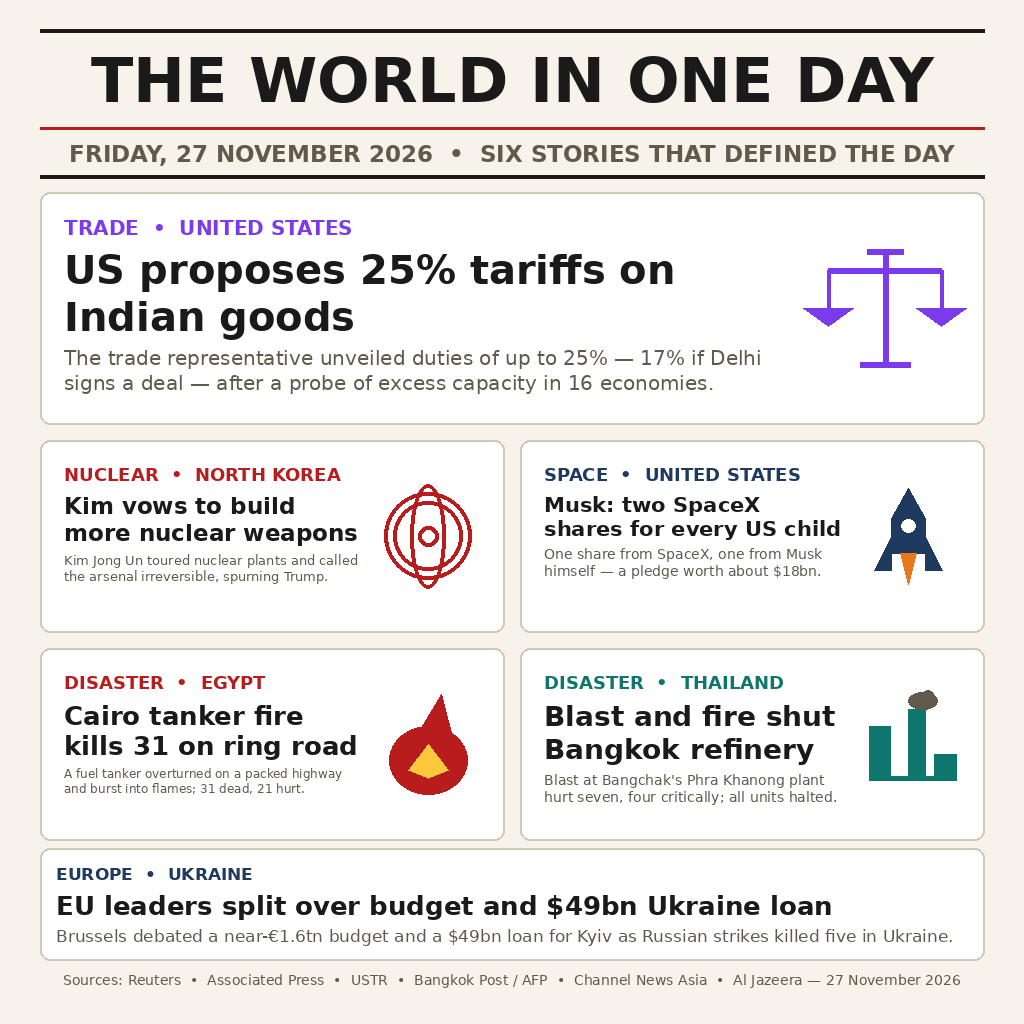 THE WORLD IN ONE DAY
FRIDAY, 27 NOVEMBER 2026 • SIX STORIES THAT DEFINED THE DAY
TRADE • UNITED STATES
US proposes 25% tariffs on
Indian goods
The trade representative unveiled duties of up to 25% — 17% if Delhi
signs a deal — after a probe of excess capacity in 16 economies.
NUCLEAR • NORTH KOREA
Kim vows to build
more nuclear weapons
Kim Jong Un toured nuclear plants and called
the arsenal irreversible, spurning Trump.
SPACE • UNITED STATES
Musk: two SpaceX
shares for every US child
One share from SpaceX, one from Musk
himself — a pledge worth about $18bn.
DISASTER • EGYPT
Cairo tanker fire
kills 31 on ring road
A fuel tanker overturned on a packed highway
and burst into flames; 31 dead, 21 hurt.
DISASTER • THAILAND
Blast and fire shut
Bangkok refinery
Blast at Bangchak's Phra Khanong plant
hurt seven, four critically; all units halted.
EUROPE • UKRAINE
EU leaders split over budget and $49bn Ukraine loan
Brussels debated a near-€1.6tn budget and a $49bn loan for Kyiv as Russian strikes killed five in Ukraine.
Sources: Reuters • Associated Press • USTR • Bangkok Post / AFP • Channel News Asia • Al Jazeera — 27 November 2026